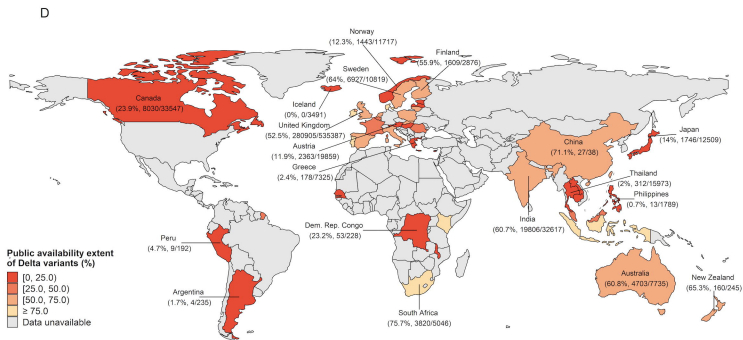 D
Norway
(12.3%, 1443/11717)
Finland
(55.9%, 1609/2876)
Sweden
(64%, 6927/10819)
Canada
(23.9%, 8030/33547)
Iceland
(0%, 0/3491)
United Kingdom
(52.5%, 280905/535387)
Austria
(11.9%, 2363/19859)
Greece
(2.4%, 178/7325)
China
(71.1%, 27/38)
Japan
(14%, 1746/12509)
Thailand
(2%, 312/15973)
Philippines
(0.7%, 13/1789)
India
(60.7%, 19806/32617)
Dem. Rep. Congo
(23.2%, 53/228)
Peru
(4.7%, 9/192)
Argentina
(1.7%, 4/235)
South Africa
(75.7%, 3820/5046)
Australia
(60.8%, 4703/7735)
New Zealand
(65.3%, 160/245)
Public availability extent
of Delta variants (%)
[0, 25.0)
[25.0, 50.0)
[50.0, 75.0)
≥ 75.0
Data unavailable